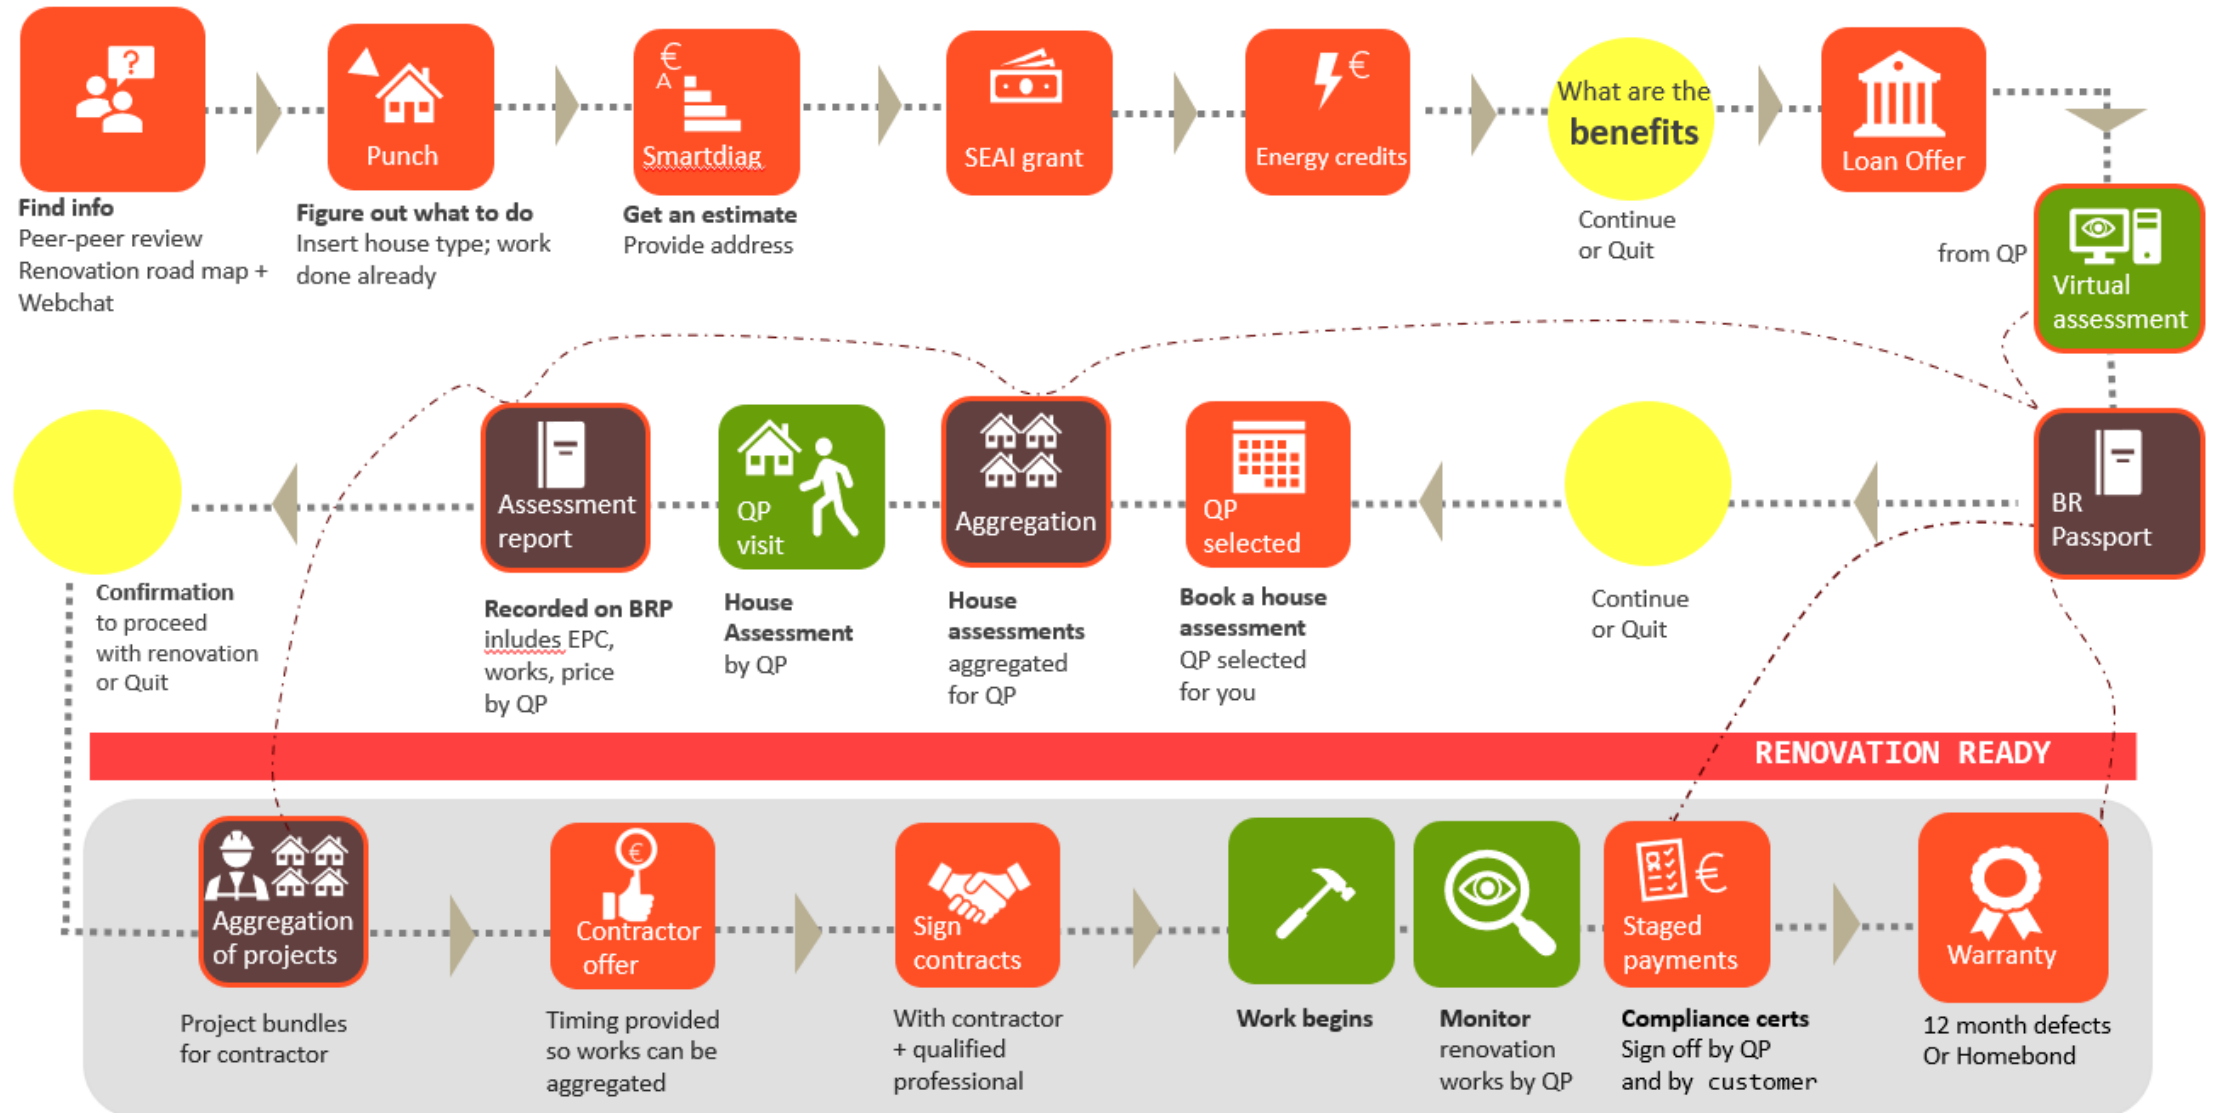 ?
Punch
€
A
Smartdiag
SEAI grant
€
Energy credits
What are the
benefits
Loan Offer
Find info
Peer-peer review
Renovation road map +
Webchat
Figure out what to do
Insert house type; work
done already
Get an estimate
Provide address
Continue
or Quit
from QP
Virtual
assessment
BR
Passport
Continue
or Quit
QP
selected
Book a house
assessment
QP selected
for you
Aggregation
House
assessments
aggregated
for QP
QP
visit
House
Assessment
by QP
Assessment
report
Recorded on BRP
inludes EPC,
works, price
by QP
Confirmation
to proceed
with renovation
or Quit
RENOVATION READY
Aggregation
of projects
Project bundles
for contractor
€
Contractor
offer
Timing provided
so works can be
aggregated
Sign
contracts
With contractor
+ qualified
professional
Work begins
Monitor
renovation
works by QP
€
Staged
payments
Compliance certs
Sign off by QP
and by customer
Warranty
12 month defects
Or Homebond